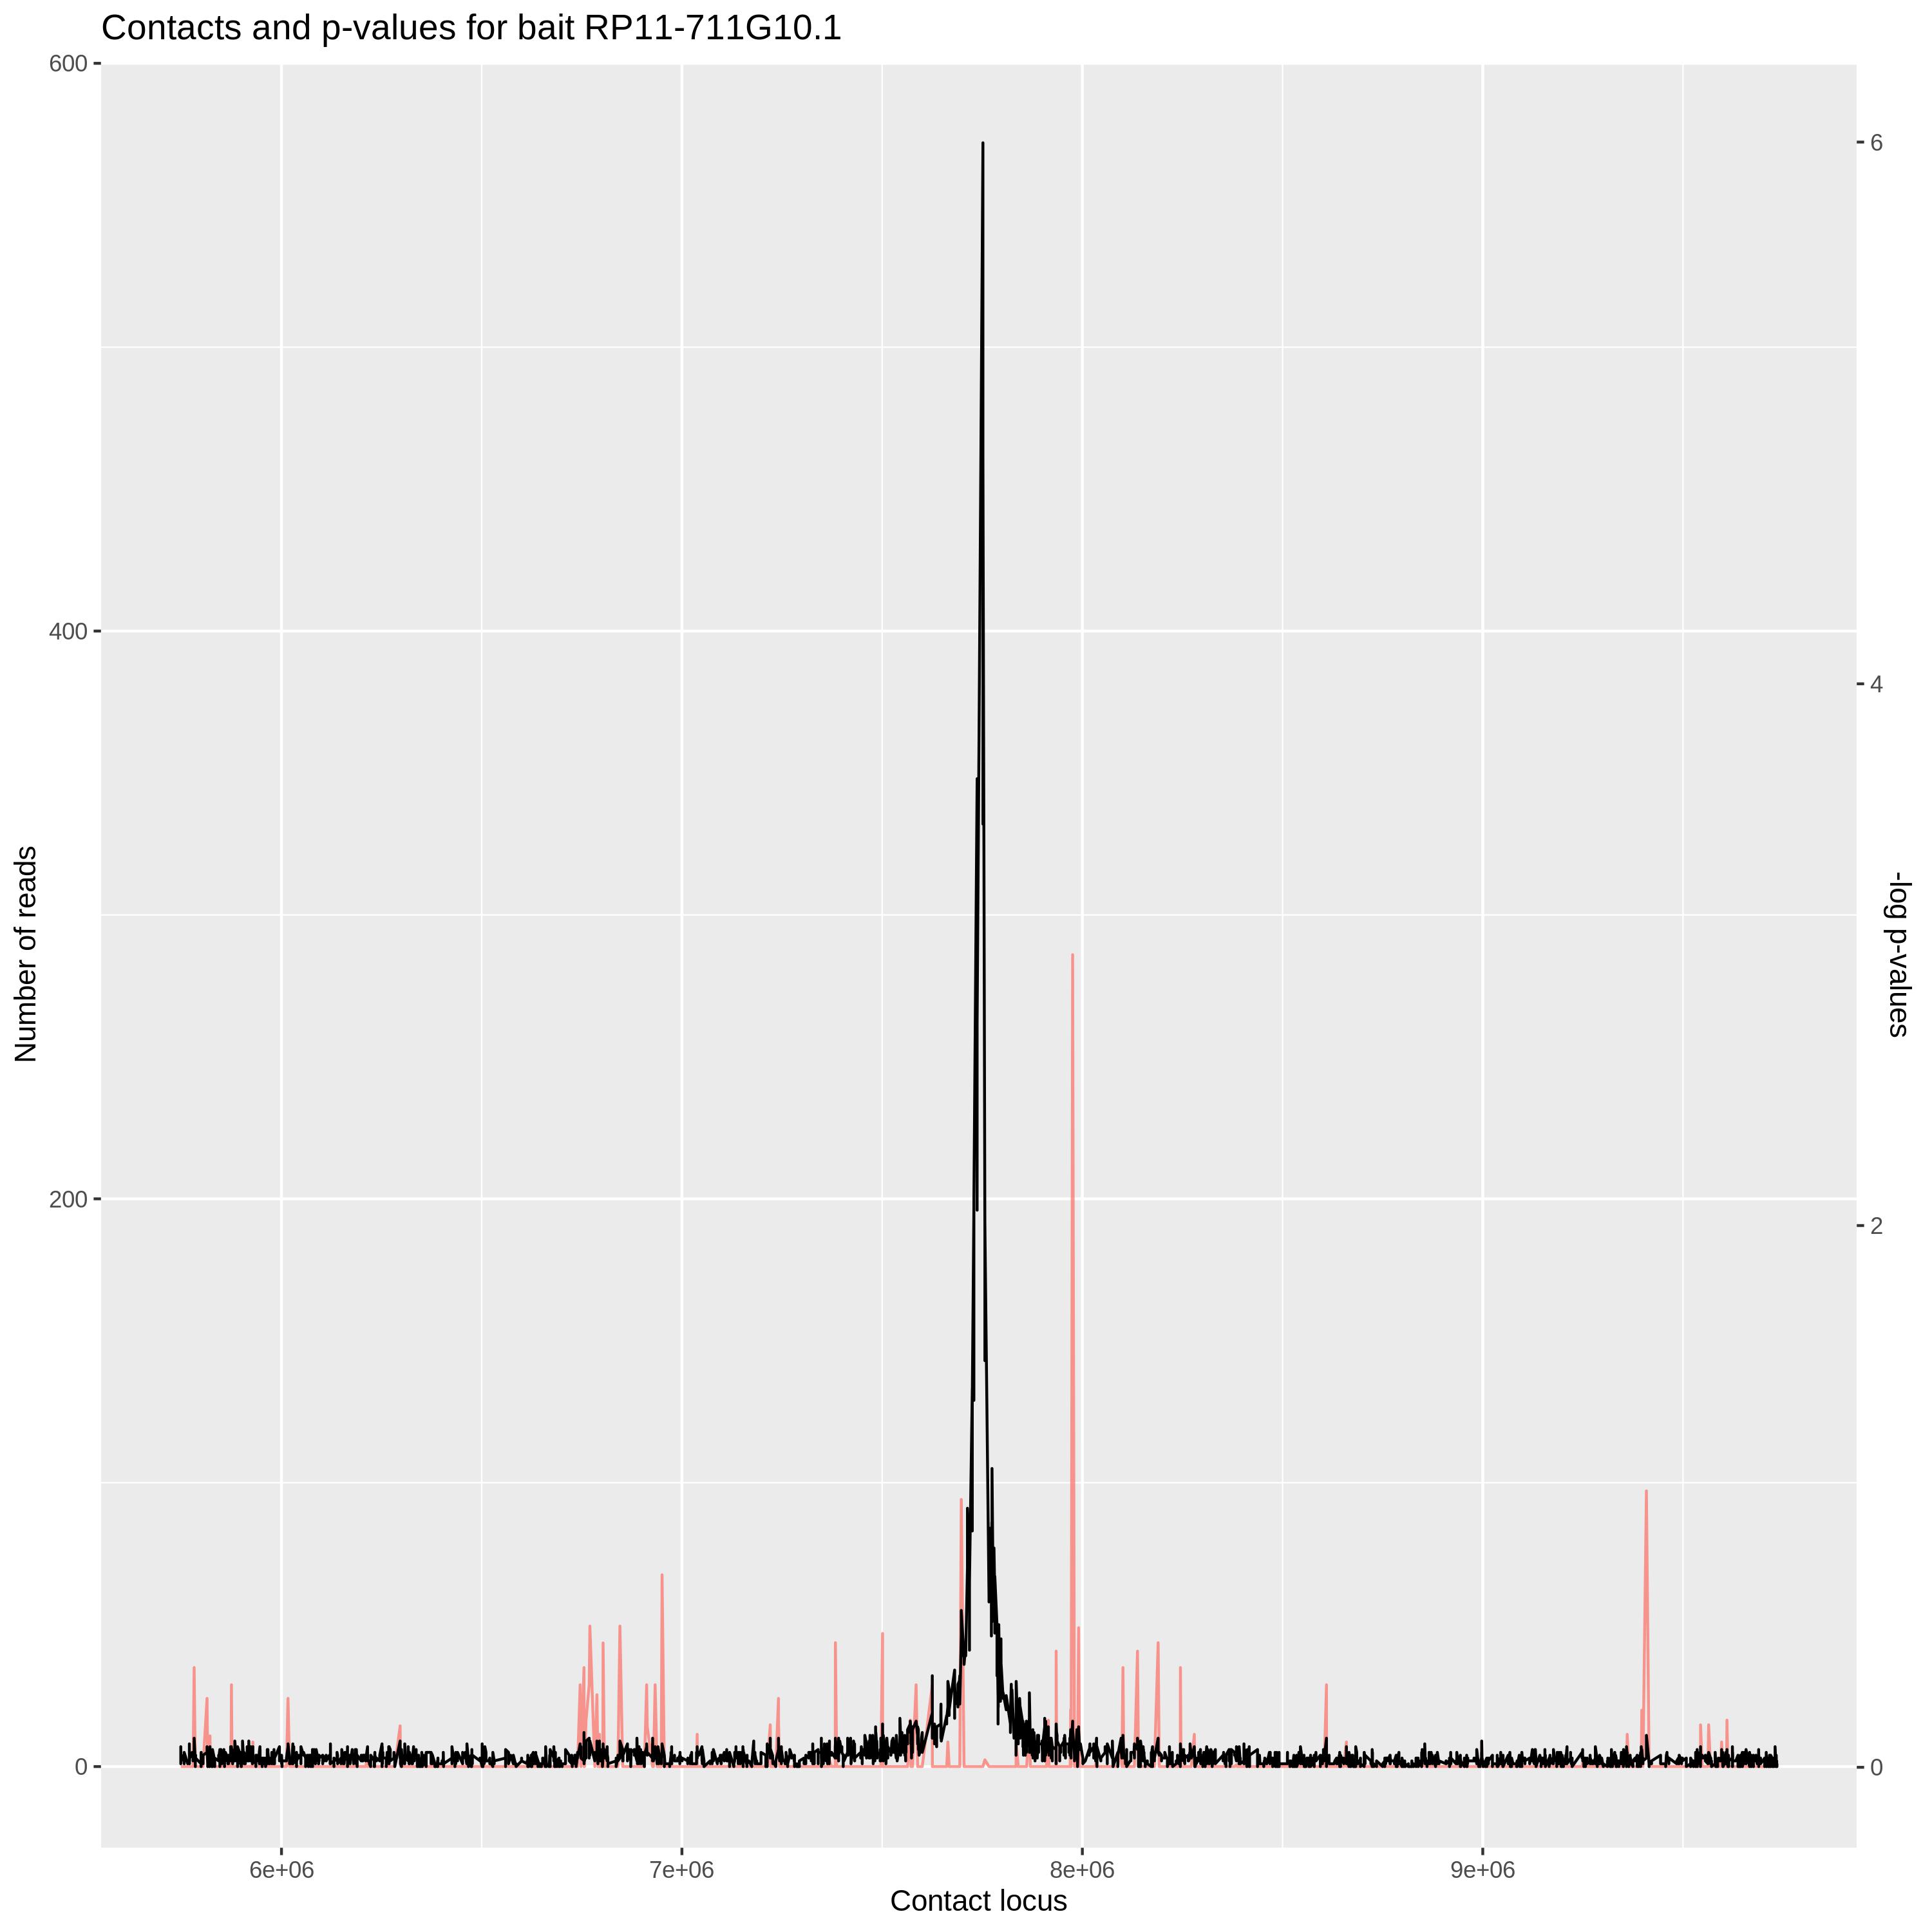 Contacts and p-values for bait RP11-711G10.1
600
400
200
0
Number of reads
6
4
2
0
-log p-values
6e+06
7e+06
8e+06
9e+06
Contact locus